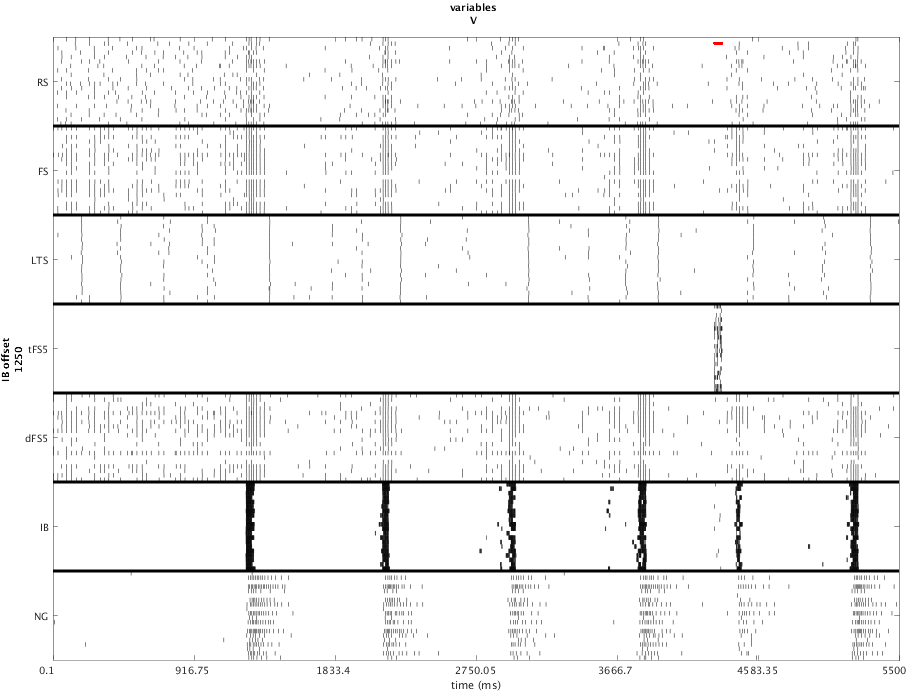 variables
V
RS
FS
LTS
tFS5
dFS5
IB
NG
IB offset
1250
0.1
916.75
1833.4
2750.05
3666.7
4583.35
5500
time (ms)